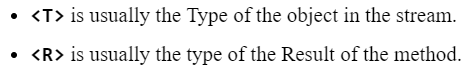 • <T> is usually the Type of the object in the stream.
• <R> is usually the type of the Result of the method.